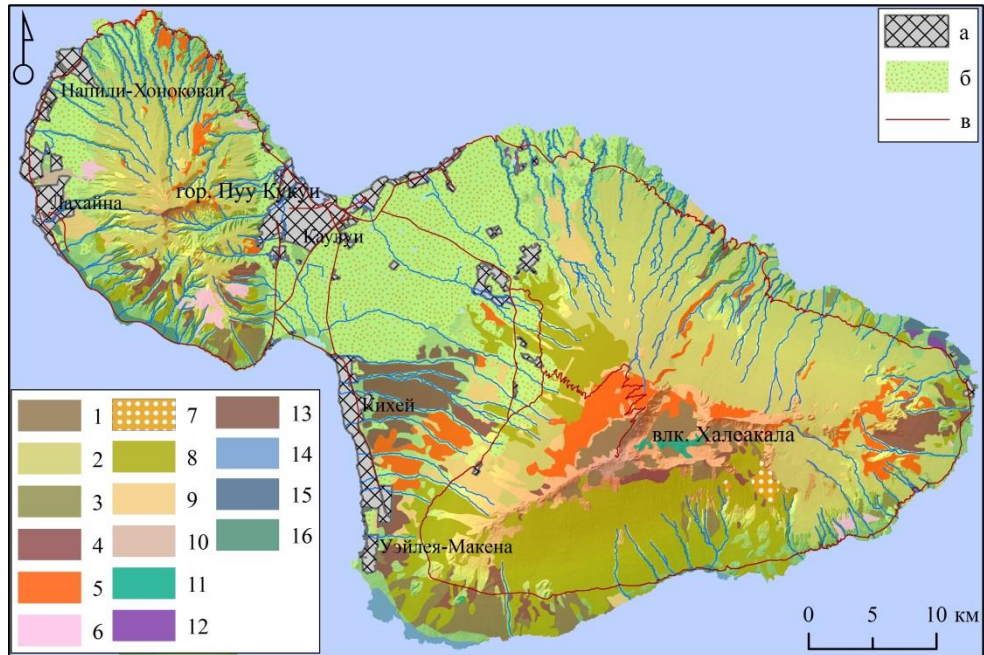 а
б
в
Напили-Хоноковаи
Лахайна
гор. Пуу Кукуи
Каулуи
Кихей
влк. Халеакала
Уэйлея-Макена
1 7 13
2 8 14
3 9 15
4 10 16
5 11
6 12
0 5 10 км